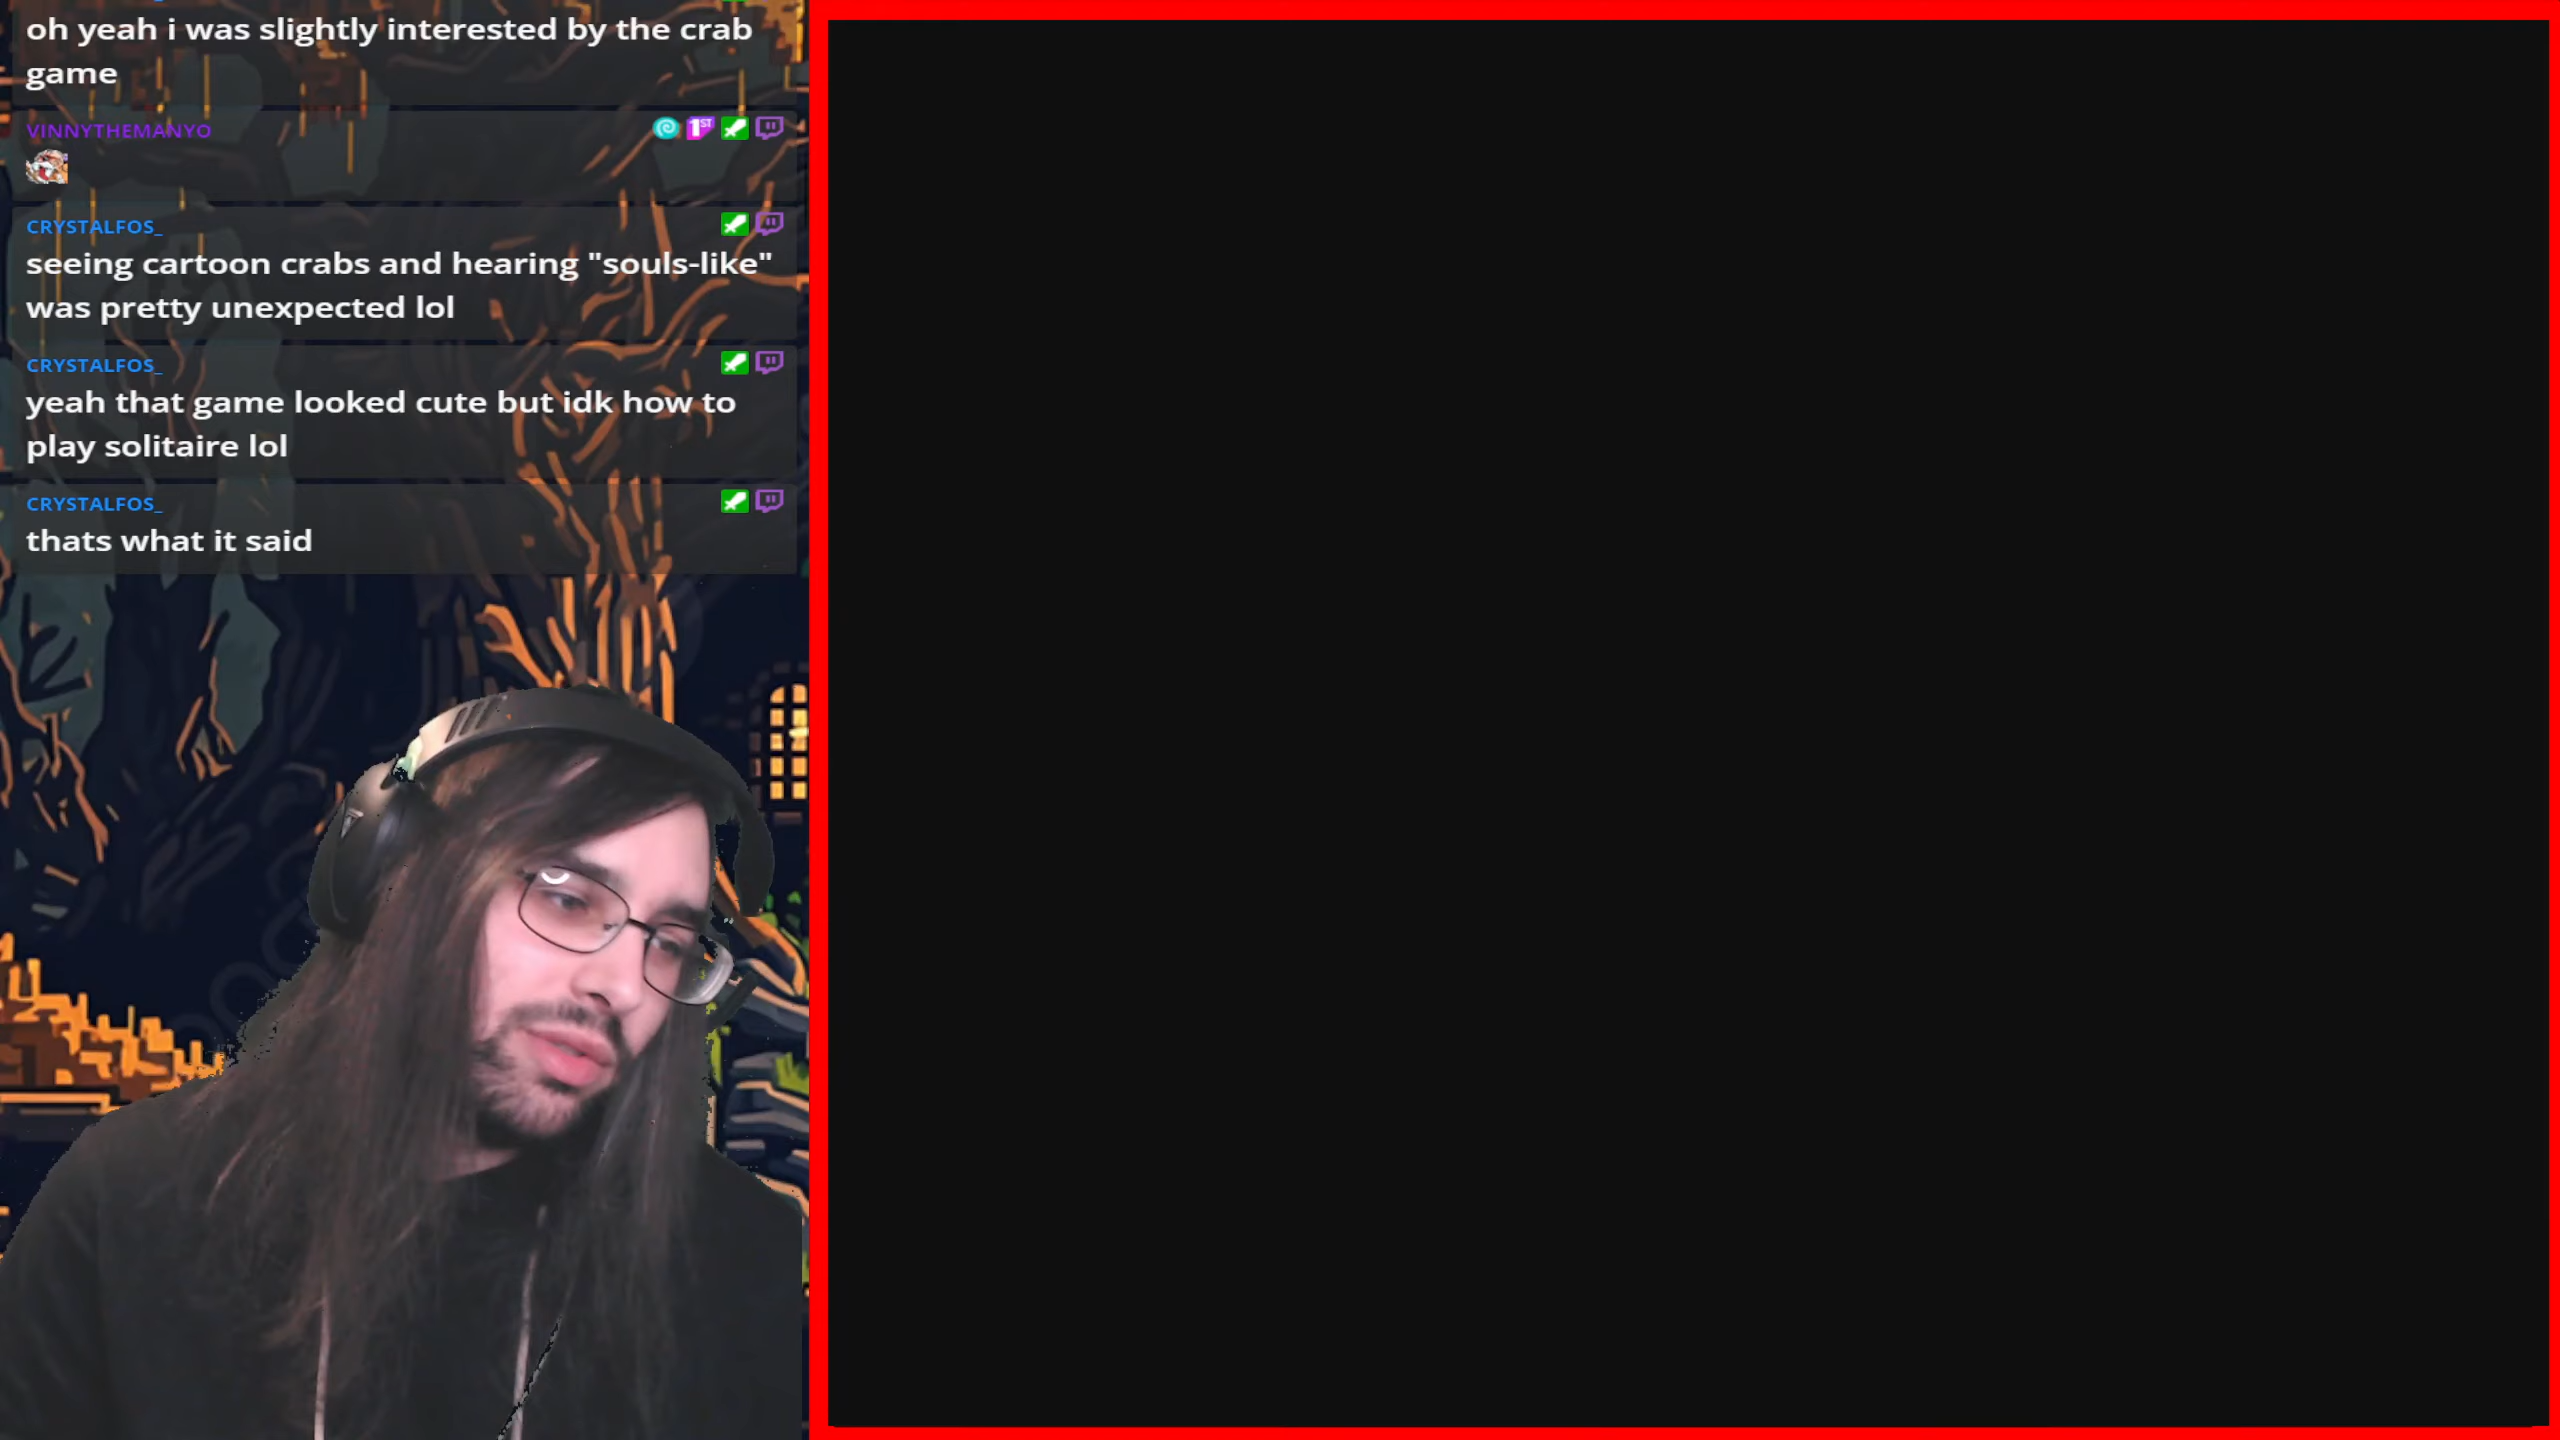 oh yeah i was slightly interested by the crab
game
VINNYTHEMANYO
1ST
CRYSTALFOS_
seeing cartoon crabs and hearing "souls-like"
was pretty unexpected lol
CRYSTALFOS_
yeah that game looked cute but idk how to
play solitaire lol
CRYSTALFOS_
thats what it said